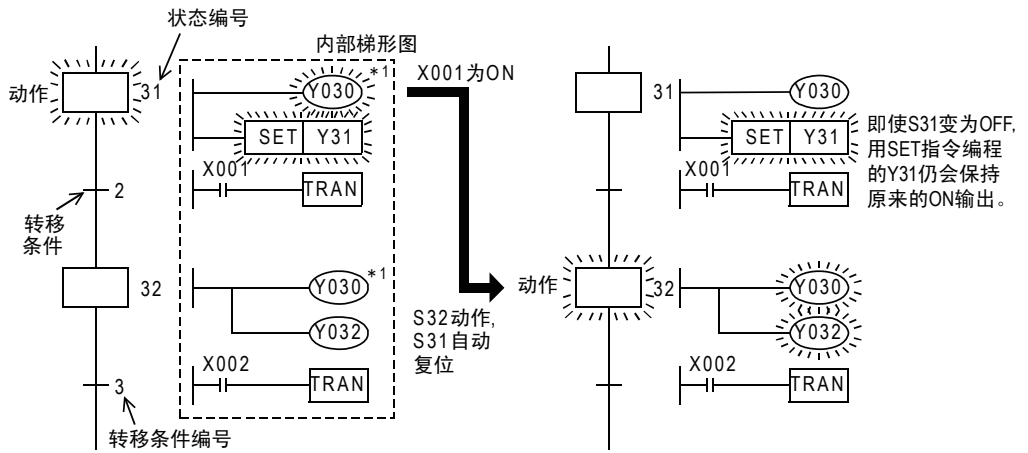 状态编号
内部梯形图
动作
31
Y030
*1
SET Y31
X001
TRAN
2
转移
条件
32
Y030
*1
Y032
X002
TRAN
3
转移条件编号
X001为ON
S32动作,
S31自动
复位
31
Y030
SET Y31
X001
TRAN
即使S31变为OFF,
用SET指令编程
的Y31仍会保持
原来的ON输出。
动作
32
Y030
Y032
X002
TRAN